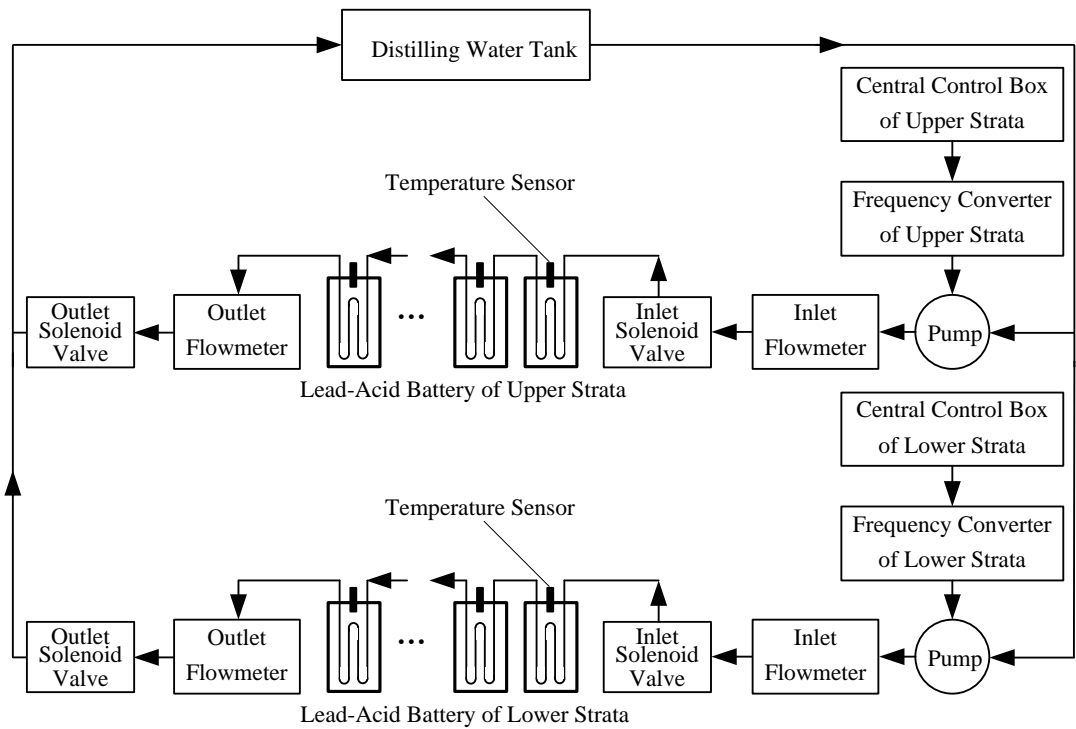 Distilling Water Tank
Central Control Box
of Upper Strata
Temperature Sensor
Frequency Converter
of Upper Strata
Outlet
Solenoid
Valve
Outlet
Flowmeter
...
Inlet
Solenoid
Valve
Inlet
Flowmeter
Pump
Lead-Acid Battery of Upper Strata
Central Control Box
of Lower Strata
Temperature Sensor
Frequency Converter
of Lower Strata
Outlet
Solenoid
Valve
Outlet
Flowmeter
...
Inlet
Solenoid
Valve
Inlet
Flowmeter
Pump
Lead-Acid Battery of Lower Strata